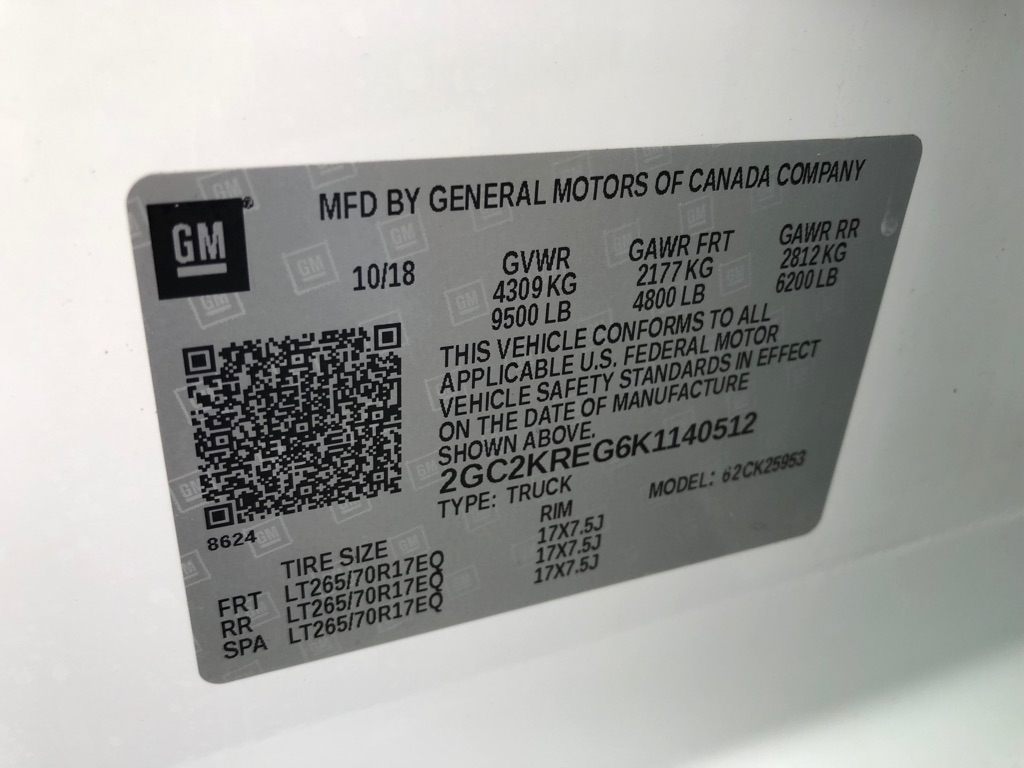 GM
MFD BY GENERAL MOTORS OF CANADA COMPANY
10/18
GVWR GAWR FRT GAWR RR
4309 KG 2177 KG 2812 KG
9500 LB 4800 LB 6200 LB
THIS VEHICLE CONFORMS TO ALL
APPLICABLE U.S. FEDERAL MOTOR
VEHICLE SAFETY STANDARDS IN EFFECT
ON THE DATE OF MANUFACTURE
SHOWN ABOVE.
2GC2KREG6K1140512
TYPE: TRUCK MODEL: 62CK25953
8624
TIRE SIZE RIM
FRT LT265/70R17EQ 17X7.5J
RR LT265/70R17EQ 17X7.5J
SPA LT265/70R17EQ 17X7.5J